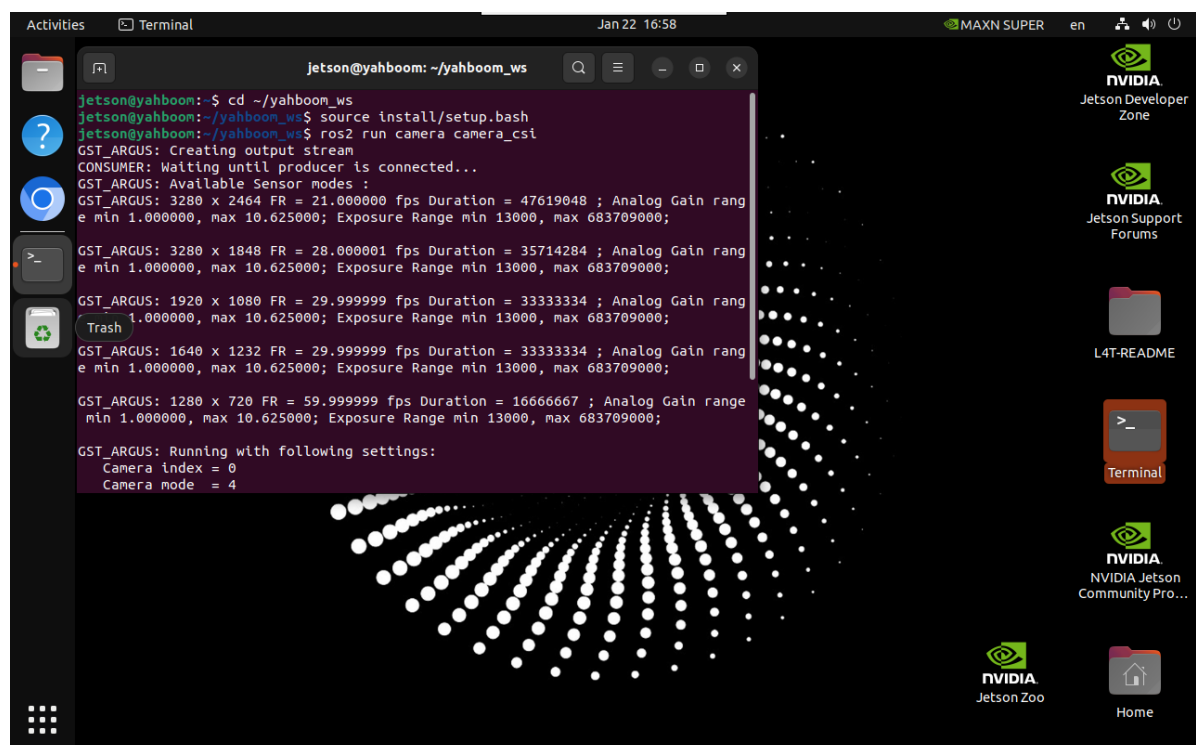 Activities
Terminal
Jan 22 16:58
MAXN SUPER
en
jetson@yahboom: ~/yahboom_ws
jetson@yahboom:~$ cd ~/yahboom_ws
jetson@yahboom:~/yahboom_ws$ source install/setup.bash
jetson@yahboom:~/yahboom_ws$ ros2 run camera camera_csi
GST_ARGUS: Creating output stream
CONSUMER: Waiting until producer is connected...
GST_ARGUS: Available Sensor modes :
GST_ARGUS: 3280 x 2464 FR = 21.000000 fps Duration = 47619048 ; Analog Gain rang
e min 1.000000, max 10.625000; Exposure Range min 13000, max 683709000;
GST_ARGUS: 3280 x 1848 FR = 28.000001 fps Duration = 35714284 ; Analog Gain rang
e min 1.000000, max 10.625000; Exposure Range min 13000, max 683709000;
GST_ARGUS: 1920 x 1080 FR = 29.999999 fps Duration = 33333334 ; Analog Gain rang
1.000000, max 10.625000; Exposure Range min 13000, max 683709000;
Trash
GST_ARGUS: 1640 x 1232 FR = 29.999999 fps Duration = 33333334 ; Analog Gain rang
e min 1.000000, max 10.625000; Exposure Range min 13000, max 683709000;
GST_ARGUS: 1280 x 720 FR = 59.999999 fps Duration = 16666667 ; Analog Gain range
min 1.000000, max 10.625000; Exposure Range min 13000, max 683709000;
GST_ARGUS: Running with following settings:
Camera index = 0
Camera mode = 4
NVIDIA.
Jetson Developer
Zone
NVIDIA.
Jetson Support
Forums
L4T-README
>_
Terminal
NVIDIA.
NVIDIA Jetson
Community Pro...
NVIDIA.
Jetson Zoo
Home